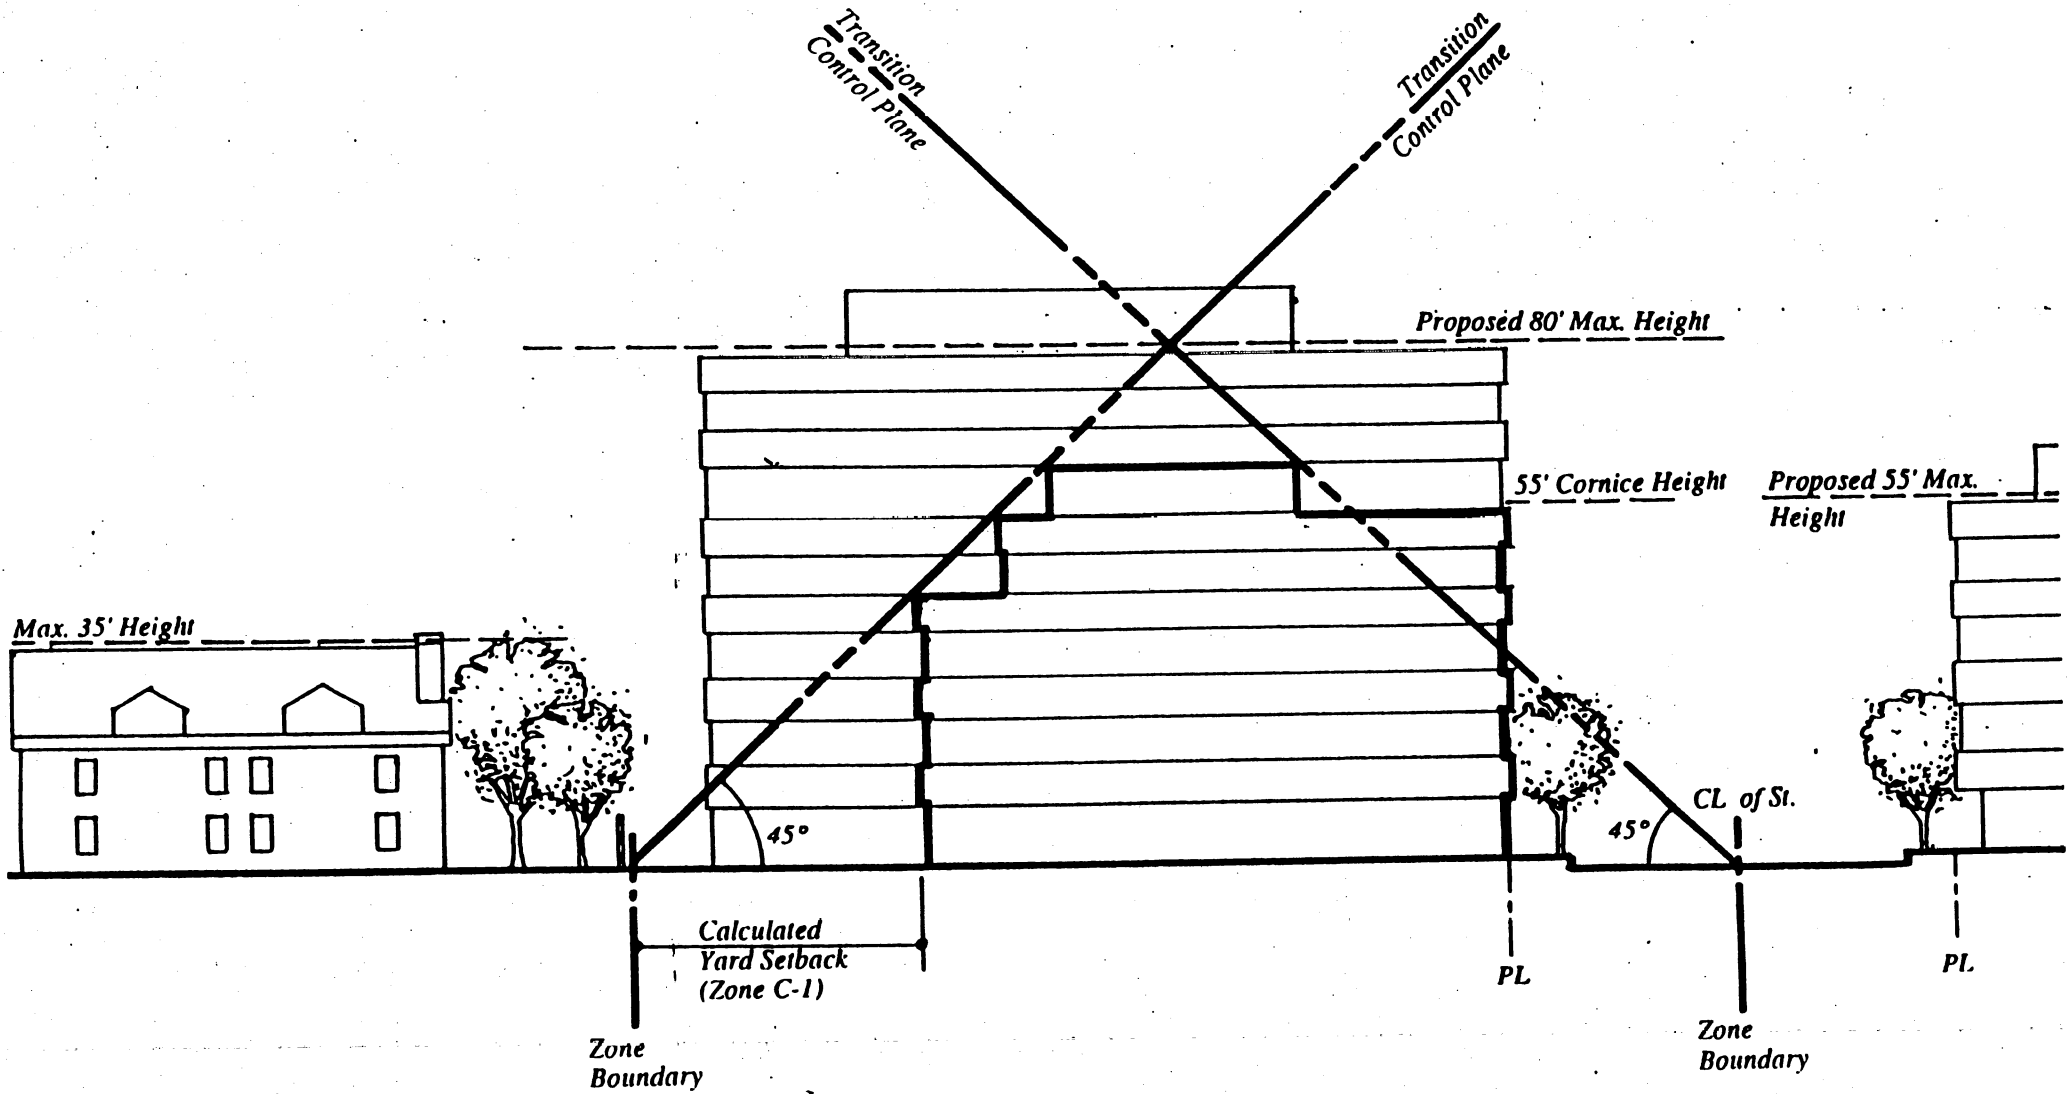 Transition
Control Plane
Transition
Control Plane
Proposed 80' Max. Height
55' Cornice Height
Proposed 55' Max.
Height
Max. 35' Height
45°
45°
CL of St.
Calculated
Yard Setback
(Zone C-1)
PL
PL
Zone
Boundary
Zone
Boundary